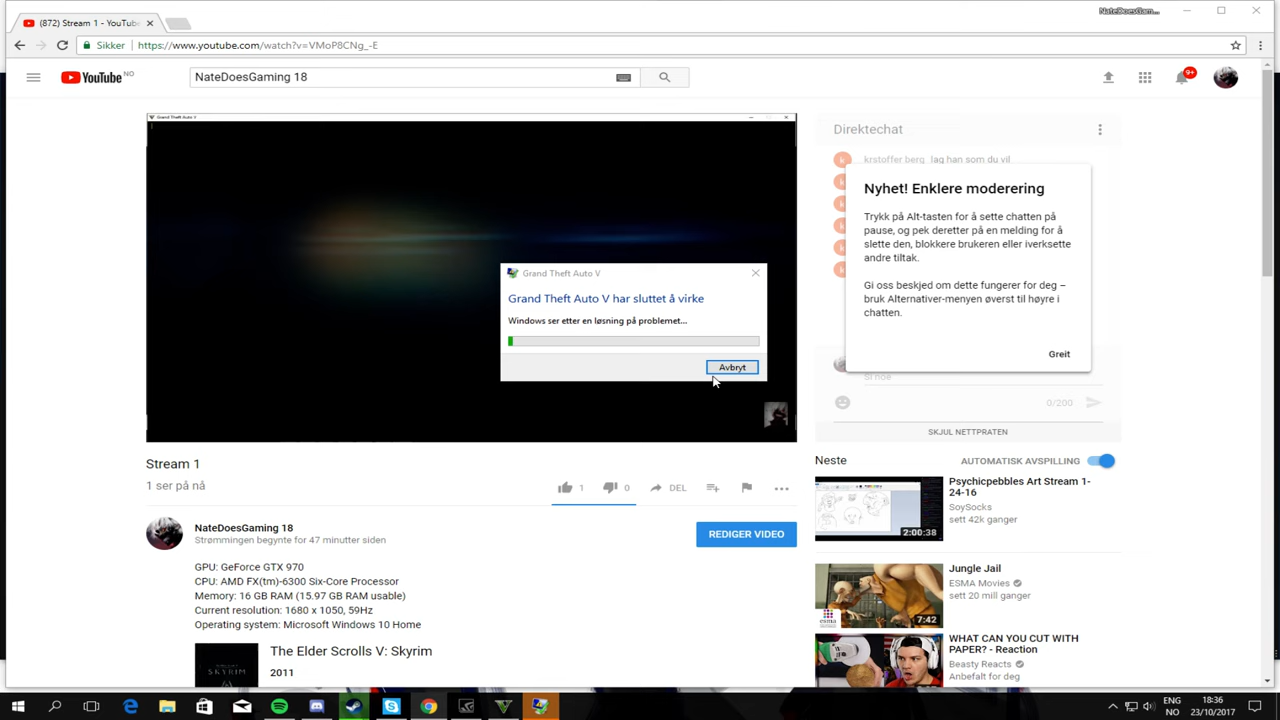 (872) Stream 1 - YouTube
NateDoesGam...
Sikker
https://www.youtube.com/watch?v=VMoP8CNg_-E
YouTube NO
NateDoesGaming 18
9+
Grand Theft Auto V
Grand Theft Auto V
Grand Theft Auto V har sluttet å virke
Windows ser etter en løsning på problemet...
Avbryt
Direktechat
krstoffer berg lag han som du vil
Nyhet! Enklere moderering
Trykk på Alt-tasten for å sette chatten på
pause, og pek deretter på en melding for å
slette den, blokkere brukeren eller iverksette
andre tiltak.
Gi oss beskjed om dette fungerer for deg –
bruk Alternativer-menyen øverst til høyre i
chatten.
Greit
Si noe
0/200
SKJUL NETTPRATEN
Stream 1
1 ser på nå
1
0
DEL
NateDoesGaming 18
Strømmingen begynte for 47 minutter siden
REDIGER VIDEO
GPU: GeForce GTX 970
CPU: AMD FX(tm)-6300 Six-Core Processor
Memory: 16 GB RAM (15.97 GB RAM usable)
Current resolution: 1680 x 1050, 59Hz
Operating system: Microsoft Windows 10 Home
SKYRIM
The Elder Scrolls V: Skyrim
2011
Neste
AUTOMATISK AVSPILLING
Psychicpebbles Art Stream 1-
24-16
SoySocks
sett 42k ganger
2:00:38
Jungle Jail
ESMA Movies
sett 20 mill ganger
esma
7:42
WHAT CAN YOU CUT WITH
PAPER? - Reaction
Beasty Reacts
Anbefalt for deg
ENG
NO
18:36
23/10/2017